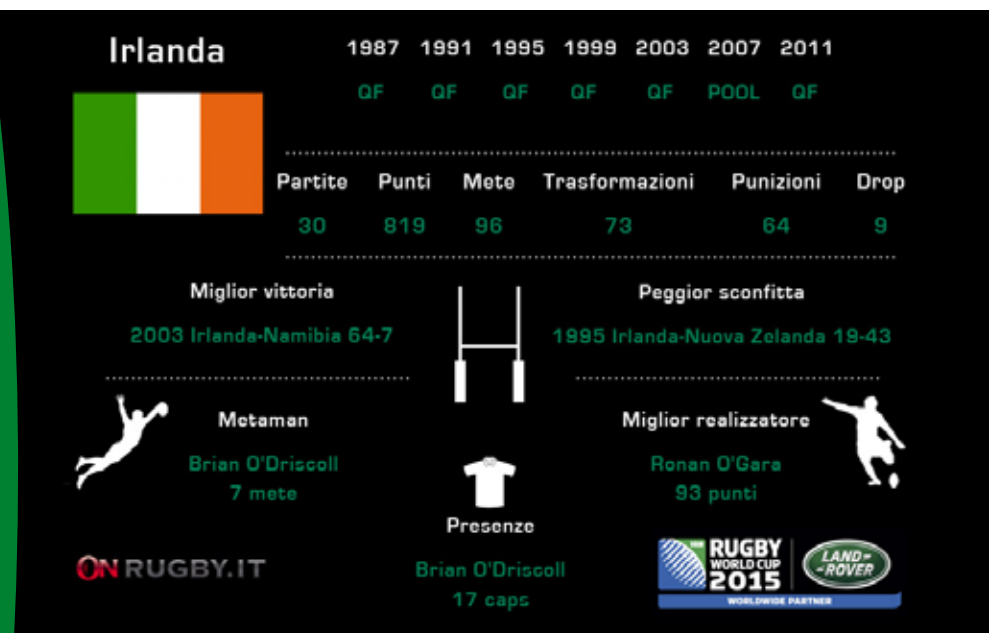 Irlanda
1987 1991 1995 1999 2003 2007 2011
QF QF QF QF QF POOL QF
Partite Punti Mete Trasformazioni Punizioni Drop
30 819 96 73 64 9
Miglior vittoria
2003 Irlanda-Namibia 64-7
Peggior sconfitta
1995 Irlanda-Nuova Zelanda 19-43
Metaman
Brian O'Driscoll
7 mete
Miglior realizzatore
Ronan O'Gara
93 punti
Presenze
Brian O'Driscoll
17 caps
ONRUGBY.IT
RUGBY
WORLD CUP
2015
LAND-
-ROVER
WORLDWIDE PARTNER